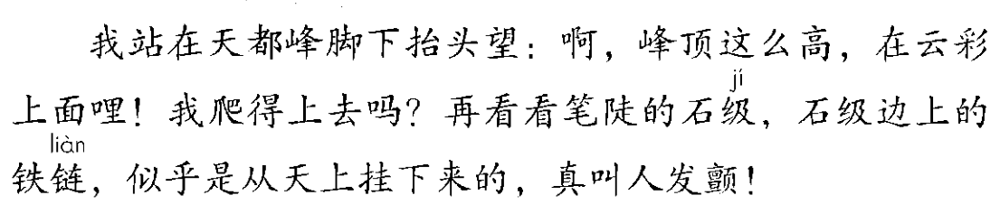 我站在天都峰脚下抬头望：啊，峰顶这么高，在云彩
jí
上面哩！我爬得上去吗？再看看笔陡的石级，石级边上的
liàn
铁链，似乎是从天上挂下来的，真叫人发颤！